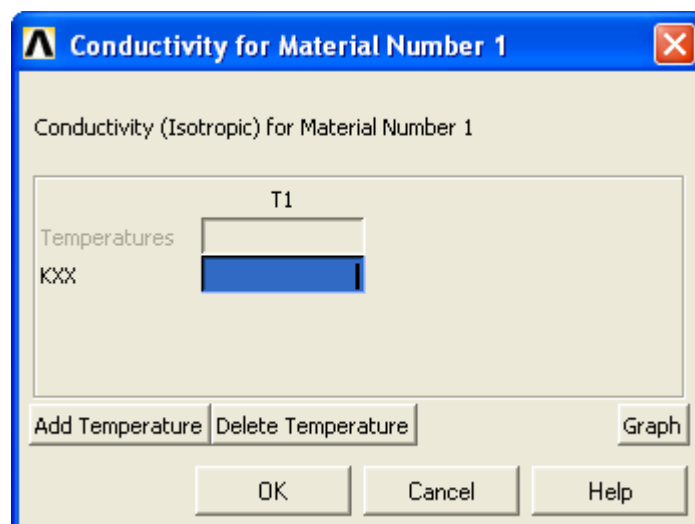 Conductivity for Material Number 1
Conductivity (Isotropic) for Material Number 1
T1
Temperatures
KXX
Add Temperature Delete Temperature Graph
OK Cancel Help